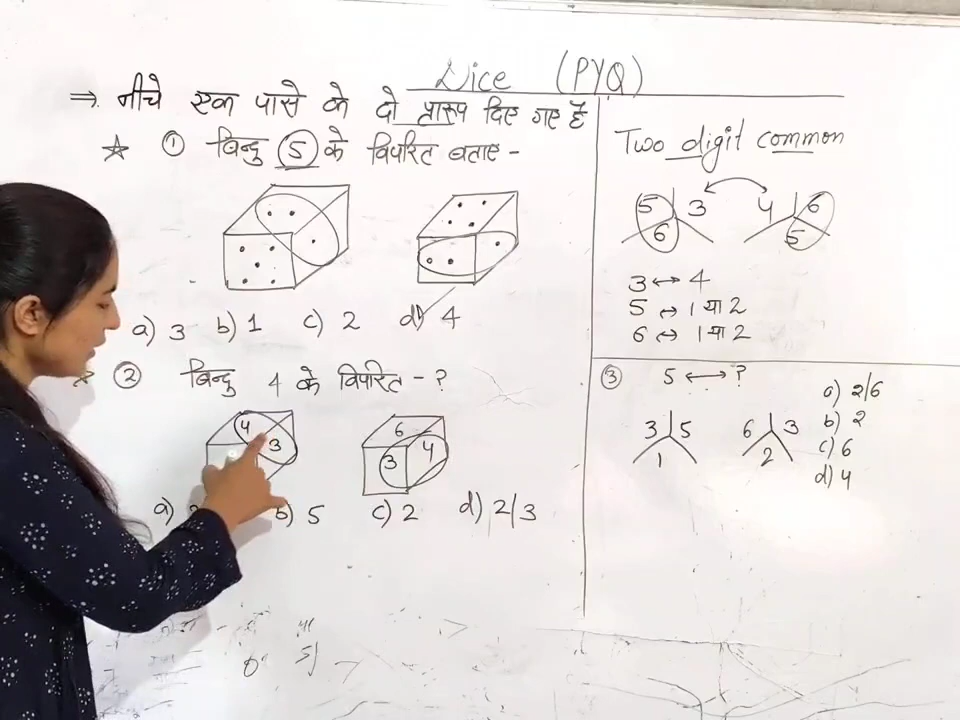 Dice (PYQ)
⇒ नीचे एक पासे के दो प्रारूप दिए गए हैं
☆ ① बिन्दु 5 के विपरित बताए -
a) 3 b) 1 c) 2 d) 4
② बिन्दु 4 के विपरित - ?
4
3
6
3 4
b) 5 c) 2 d) 2/3
Two digit common
5 3 4 6
6 5
3 ↔ 4
5 ↔ 1 या 2
6 ↔ 1 या 2
③ 5 ↔ ?
3 5 6 3
1 2
a) 2/6
b) 2
c) 6
d) 4